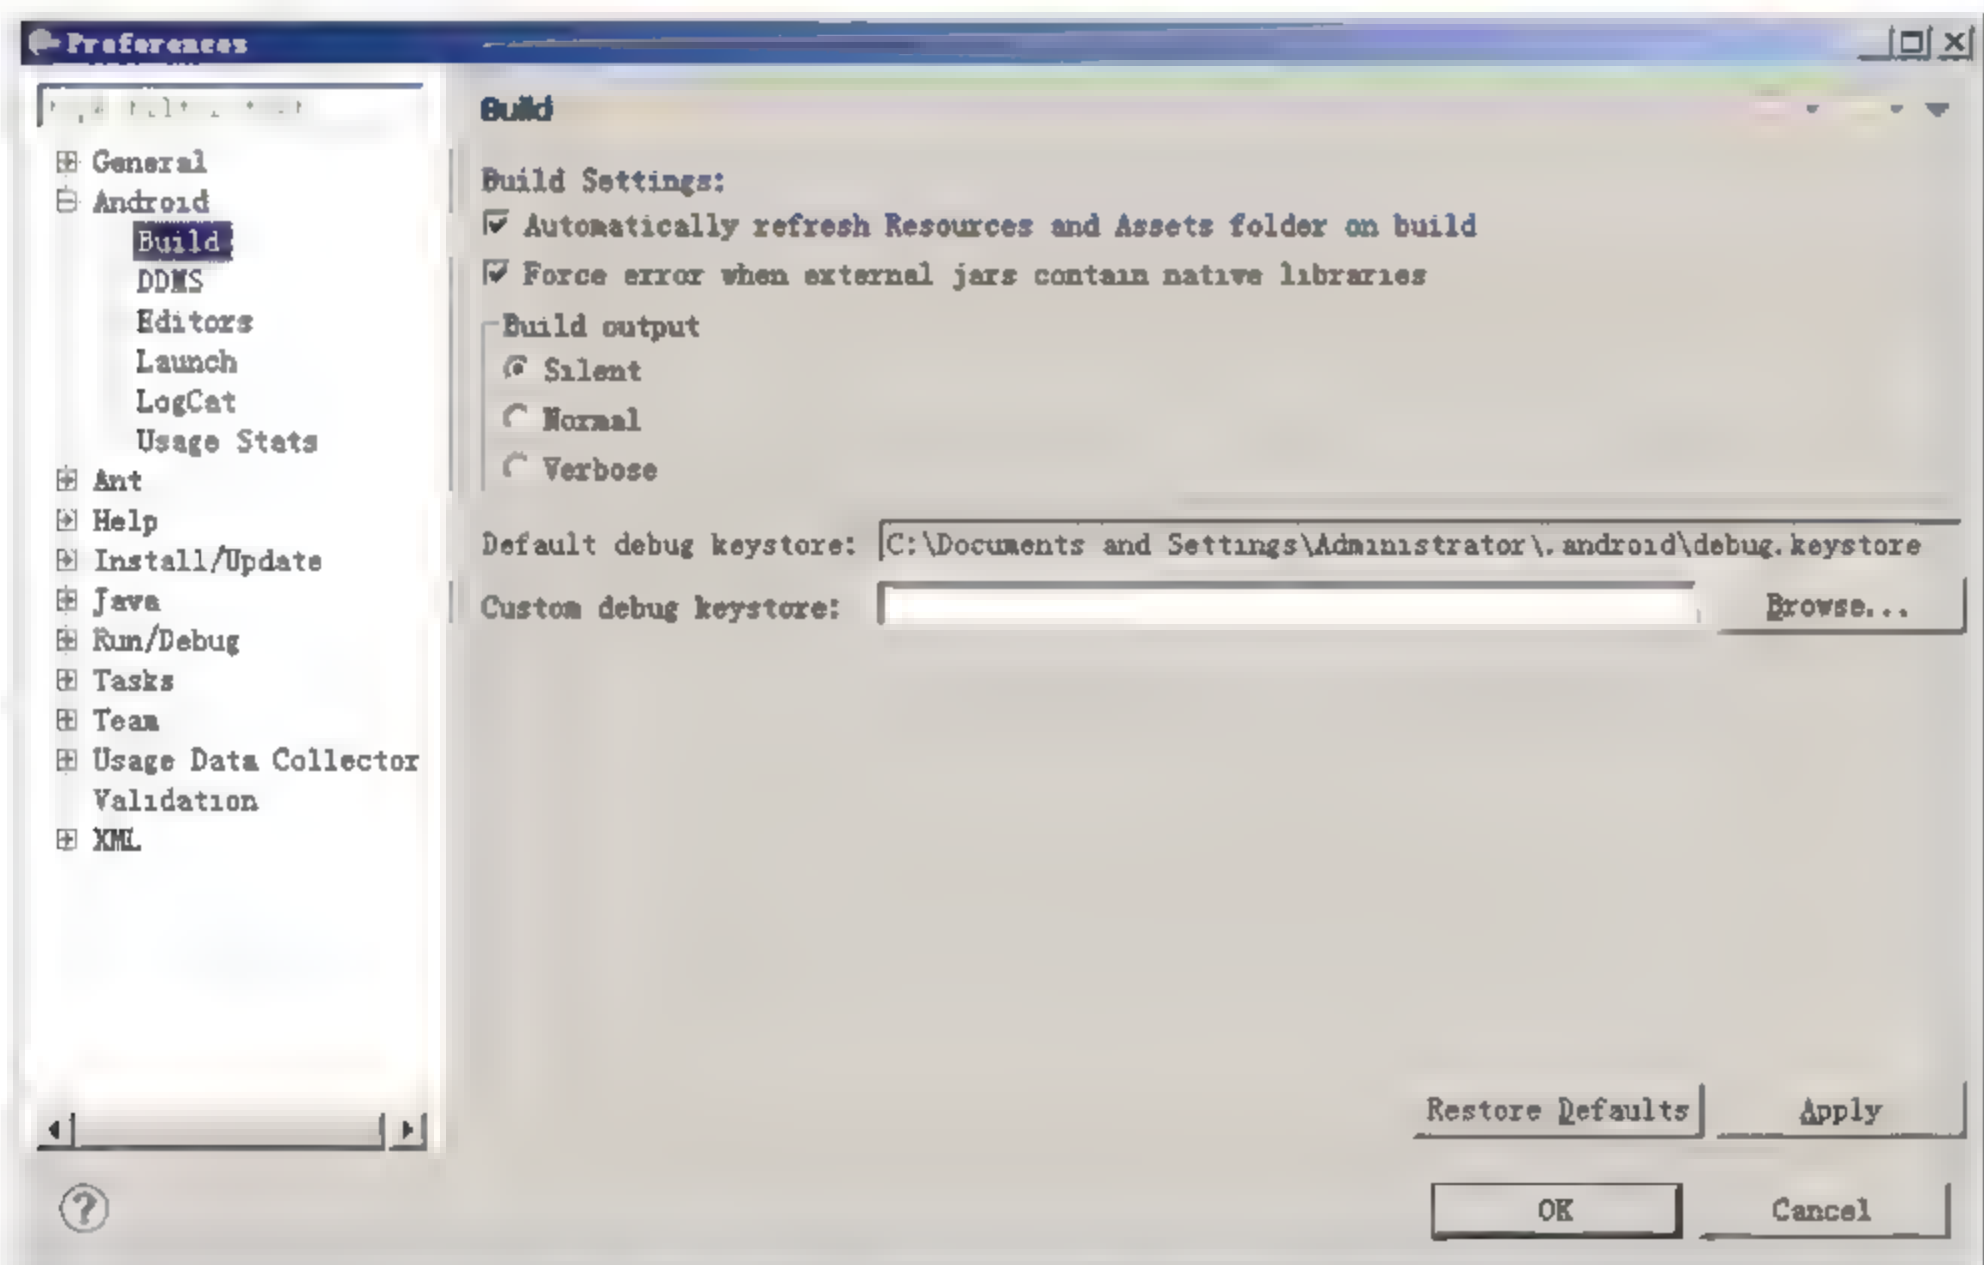 Preferences
Build
General
Android
Build
DDMS
Editors
Launch
LogCat
Usage Stats
Ant
Help
Install/Update
Java
Run/Debug
Tasks
Team
Usage Data Collector
Validation
XML
Build Settings:
Automatically refresh Resources and Assets folder on build
Force error when external jars contain native libraries
Build output
Silent
Normal
Verbose
Default debug keystore: C:\Documents and Settings\Administrator\.android\debug.keystore
Custom debug keystore: Browse...
Restore Defaults Apply
OK Cancel